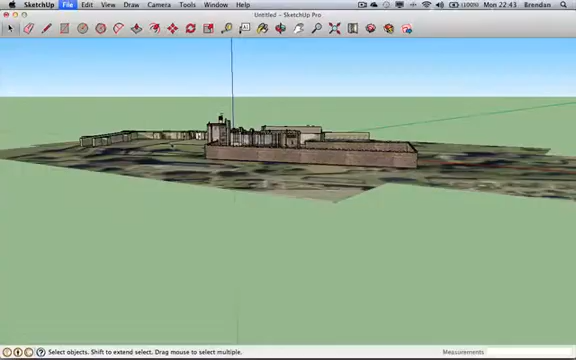 SketchUp File Edit View Draw Camera Tools Window Help (100%) Mon 22:43 Brendan
Untitled – SketchUp Pro
Select objects. Shift to extend select. Drag mouse to select multiple. Measurements